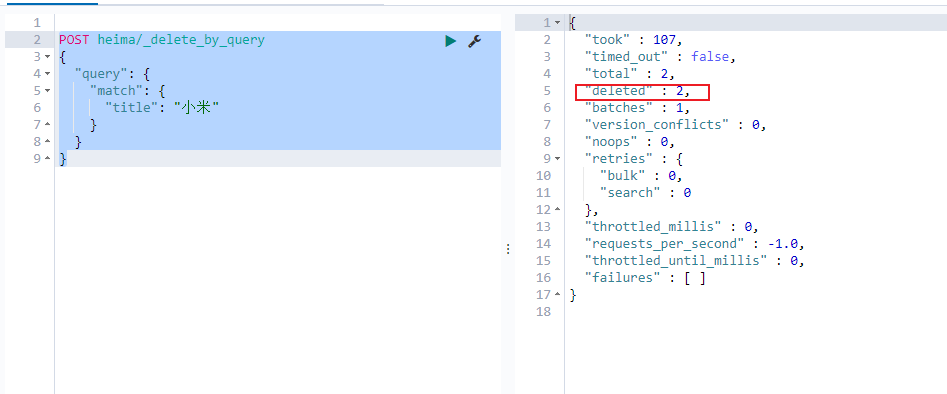 1
2 POST heima/_delete_by_query
3 {
4 "query": {
5 "match": {
6 "title": "小米"
7 }
8 }
9 }
1 {
2 "took" : 107,
3 "timed_out" : false,
4 "total" : 2,
5 "deleted" : 2,
6 "batches" : 1,
7 "version_conflicts" : 0,
8 "noops" : 0,
9 "retries" : {
10 "bulk" : 0,
11 "search" : 0
12 },
13 "throttled_millis" : 0,
14 "requests_per_second" : -1.0,
15 "throttled_until_millis" : 0,
16 "failures" : [ ]
17 }
18